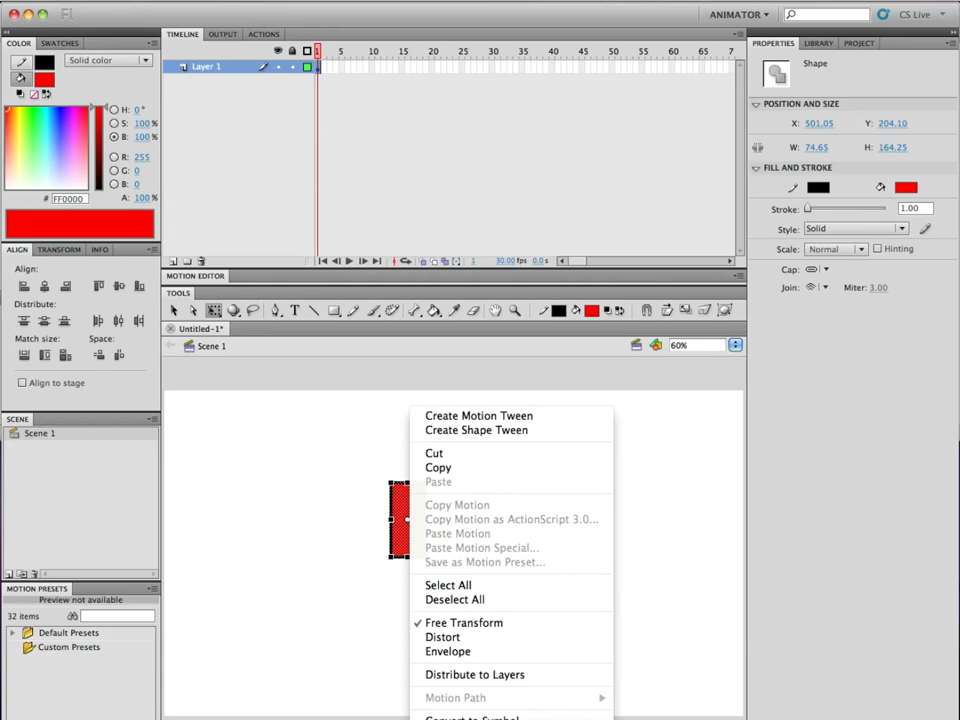 Fl
ANIMATOR
CS Live
COLOR
SWATCHES
Solid color
H: 0 °
S: 100 %
B: 100 %
R: 255
G: 0
B: 0
# FF0000
A: 100 %
ALIGN
TRANSFORM
INFO
Align:
Distribute:
Match size:
Space:
Align to stage
SCENE
Scene 1
MOTION PRESETS
Preview not available
32 items
Default Presets
Custom Presets
TIMELINE
OUTPUT
ACTIONS
1 5 10 15 20 25 30 35 40 45 50 55 60 65 7
Layer 1
1 30.00 fps 0.0 s
MOTION EDITOR
TOOLS
Untitled-1*
Scene 1
60%
Create Motion Tween
Create Shape Tween
Cut
Copy
Paste
Copy Motion
Copy Motion as ActionScript 3.0...
Paste Motion
Paste Motion Special...
Save as Motion Preset...
Select All
Deselect All
Free Transform
Distort
Envelope
Distribute to Layers
Motion Path
Convert to Symbol
PROPERTIES
LIBRARY
PROJECT
Shape
POSITION AND SIZE
X: 501.05 Y: 204.10
W: 74.65 H: 164.25
FILL AND STROKE
Stroke: 1.00
Style: Solid
Scale: Normal Hinting
Cap:
Join: Miter: 3.00